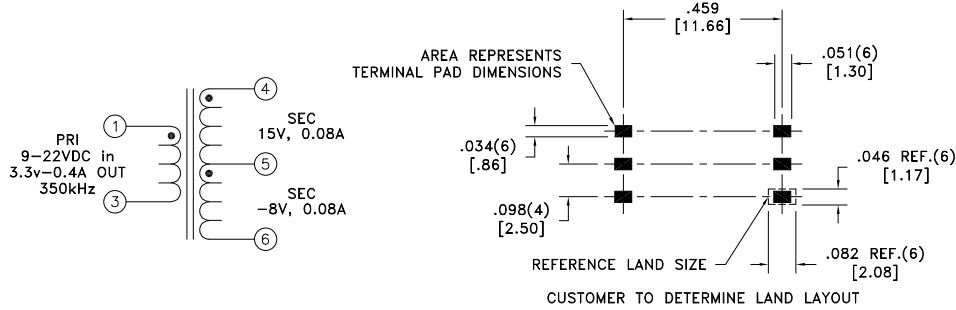 1
PRI
9–22VDC in
3.3v–0.4A OUT
350kHz
3
4
SEC
15V, 0.08A
5
SEC
–8V, 0.08A
6
.459
[11.66]
AREA REPRESENTS
TERMINAL PAD DIMENSIONS
.051(6)
[1.30]
.034(6)
[.86]
.046 REF.(6)
[1.17]
.098(4)
[2.50]
REFERENCE LAND SIZE
.082 REF.(6)
[2.08]
CUSTOMER TO DETERMINE LAND LAYOUT